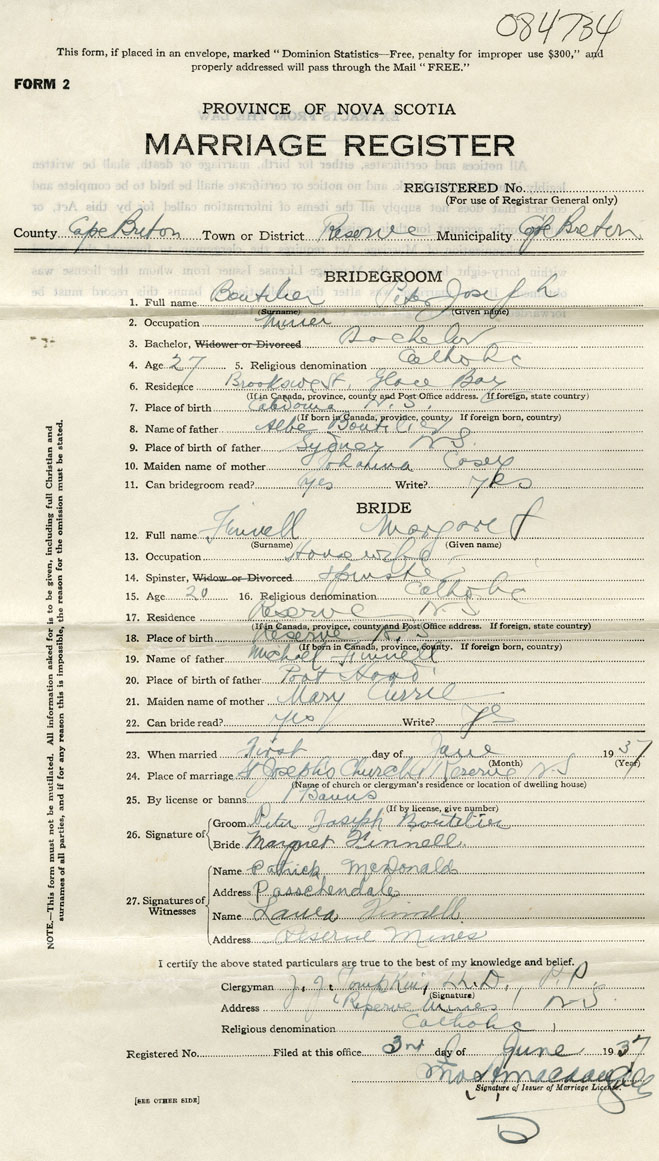 084734
This form, if placed in an envelope, marked "Dominion Statistics—Free, penalty for improper use $300," and
properly addressed will pass through the Mail "FREE."
FORM 2
PROVINCE OF NOVA SCOTIA
MARRIAGE REGISTER
REGISTERED No.
(For use of Registrar General only)
County Cape Breton Town or District Reserve Municipality Cape Breton
BRIDEGROOM
1. Full name Boutilier Peter Joseph
(Surname) (Given name)
2. Occupation Miner
3. Bachelor, Widower or Divorced Bachelor
4. Age 27 5. Religious denomination Catholic
6. Residence Brookswest, Glace Bay
(If in Canada, province, county and Post Office address. If foreign, state country)
7. Place of birth Caledonia N.S.
(If born in Canada, province, county. If foreign born, country)
8. Name of father Boutilier
9. Place of birth of father Sydney N.S.
10. Maiden name of mother Johanna Casey
11. Can bridegroom read? yes Write? yes
BRIDE
12. Full name Finnell Margaret
(Surname) (Given name)
13. Occupation Housewife
14. Spinster, Widow or Divorced Spinster
15. Age 20 16. Religious denomination Catholic
17. Residence Reserve N.S
(If in Canada, province, county and Post Office address. If foreign, state country)
18. Place of birth Reserve N.S
(If born in Canada, province, county. If foreign born, country)
19. Name of father Michael Finnell
20. Place of birth of father Port Hood
21. Maiden name of mother Mary Currie
22. Can bride read? yes Write? yes
23. When married First day of June 1937
(Month) (Year)
24. Place of marriage St Joseph's Church Reserve N.S
(Name of church or clergyman's residence or location of dwelling house)
25. By license or banns Banns
(If by license, give number)
26. Signature of
Groom Peter Joseph Boutilier
Bride Margaret Finnell
27. Signatures of Witnesses
Name Patrick McDonald
Address Passchendale
Name Laura Finnell
Address Reserve Mines
I certify the above stated particulars are true to the best of my knowledge and belief.
Clergyman J. J. Tompkins, P.P.
(Signature)
Address Reserve Mines, N.S
Religious denomination Catholic
Registered No. Filed at this office 3rd day of June 1937
Signature of Issuer of Marriage License.
[SEE OTHER SIDE]
NOTE.—This form must not be mutilated. All information asked for is to be given, including full Christian and
surnames of all parties, and if for any reason this is impossible, the reason for the omission must be stated.